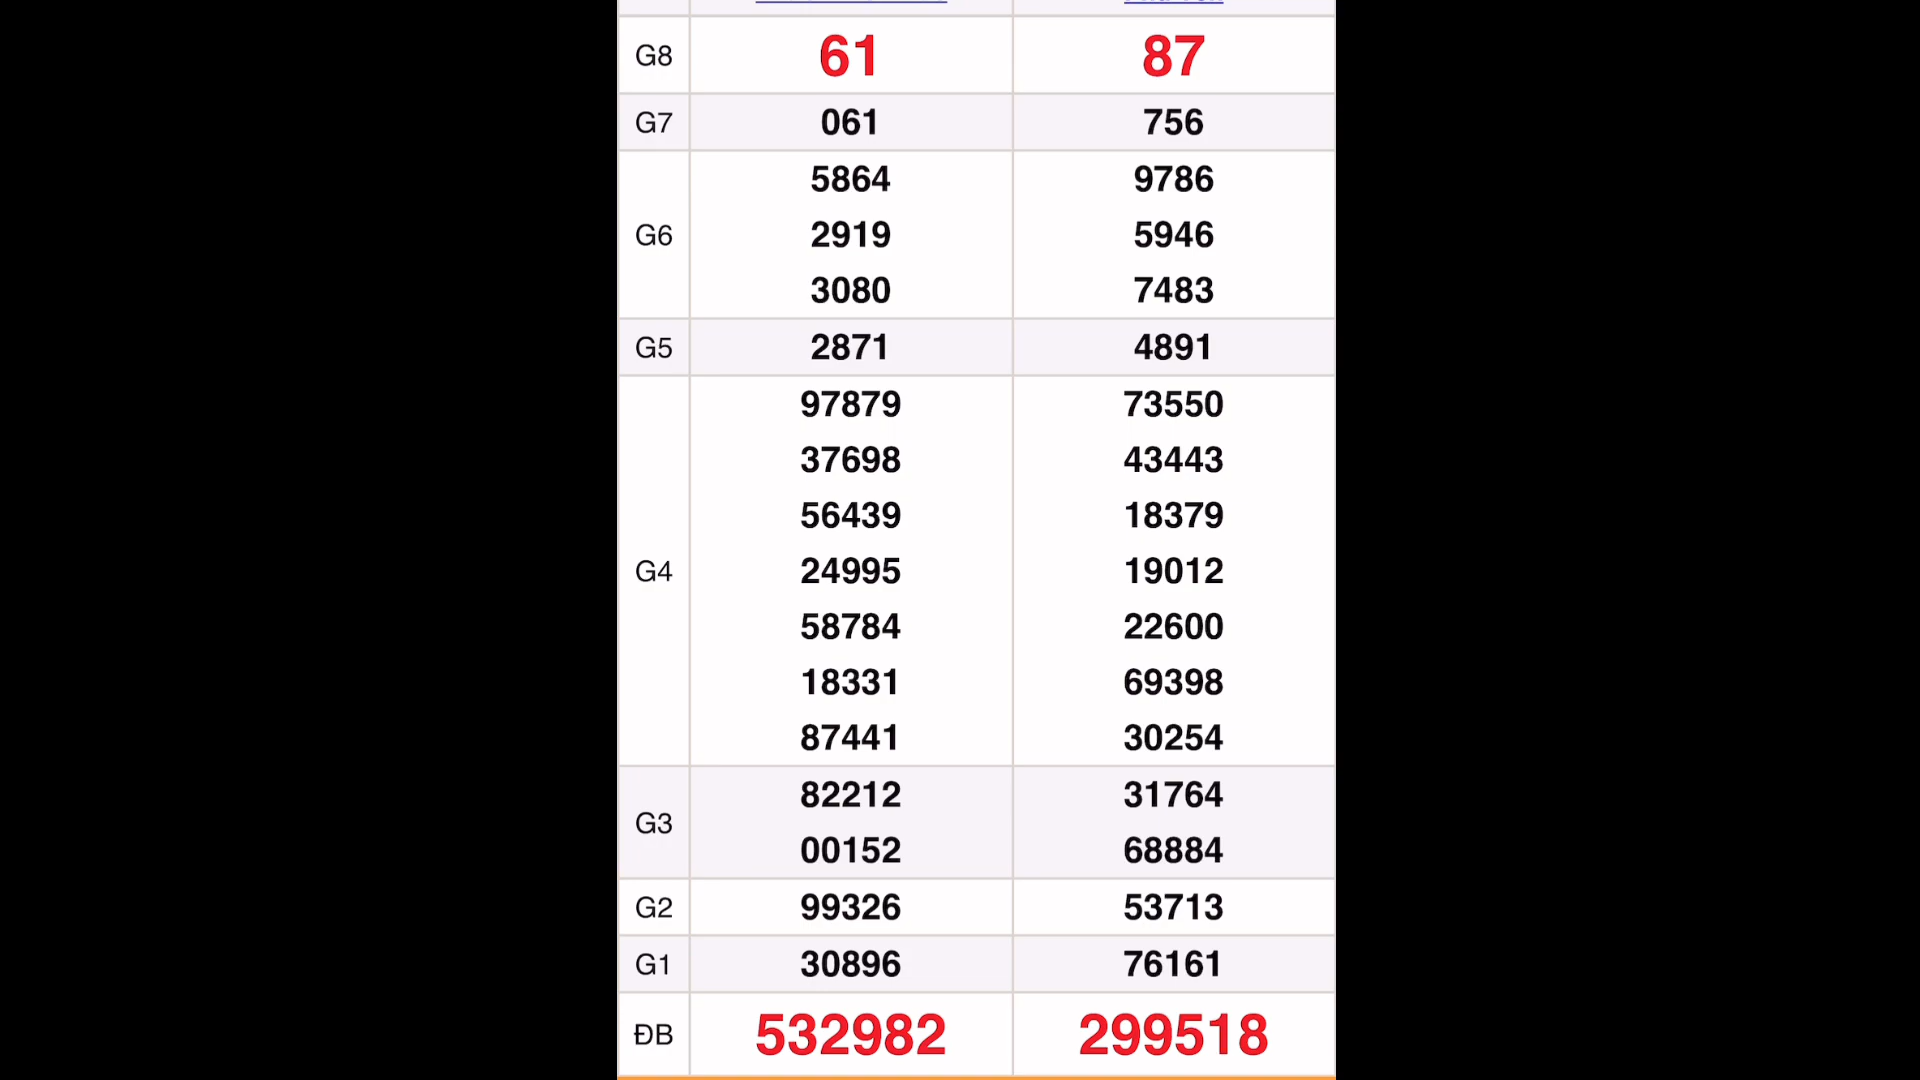 G8 61 87
G7 061 756
5864 9786
G6 2919 5946
3080 7483
G5 2871 4891
97879 73550
37698 43443
56439 18379
G4 24995 19012
58784 22600
18331 69398
87441 30254
82212 31764
G3
00152 68884
G2 99326 53713
G1 30896 76161
ĐB 532982 299518